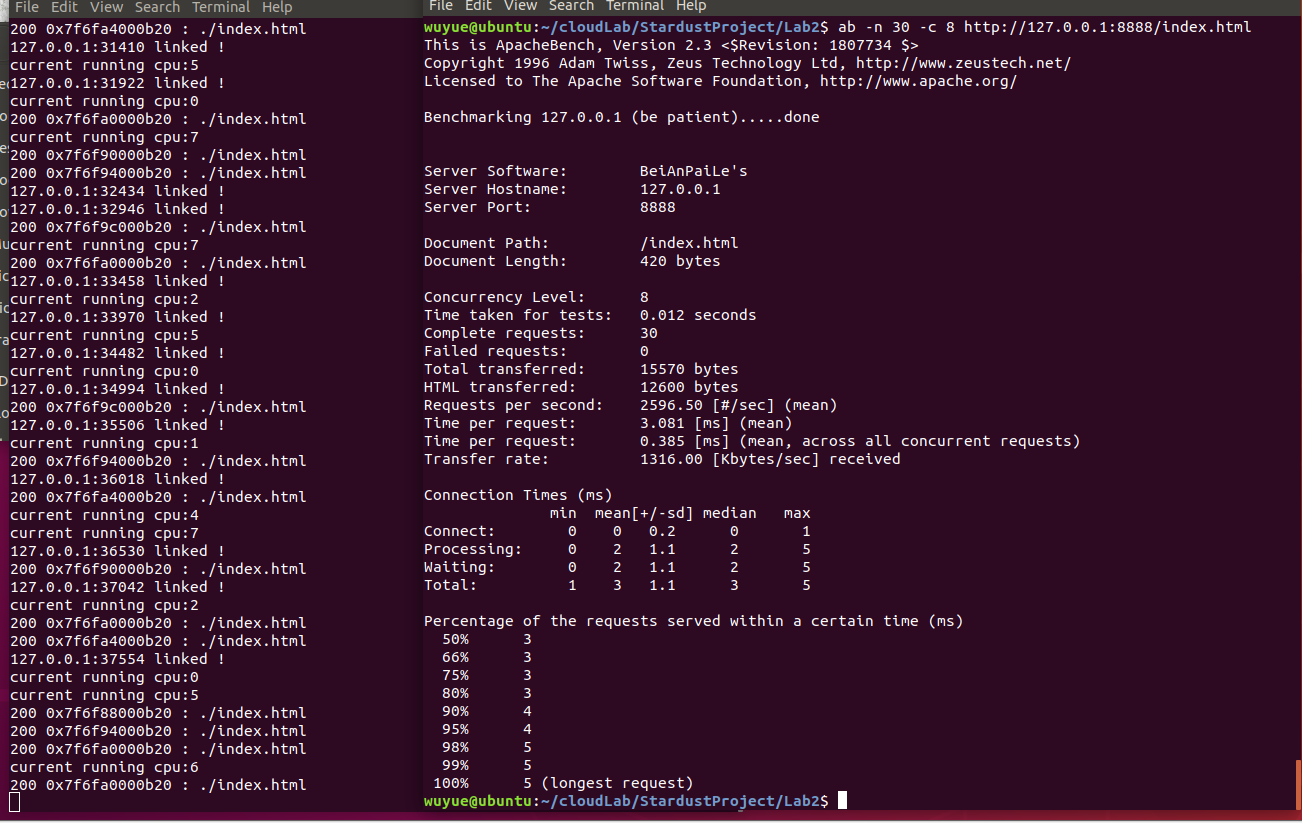 File Edit View Search Terminal Help
200 0x7f6fa4000b20 : ./index.html
127.0.0.1:31410 linked !
current running cpu:5
127.0.0.1:31922 linked !
current running cpu:0
200 0x7f6fa0000b20 : ./index.html
current running cpu:7
200 0x7f6f90000b20 : ./index.html
200 0x7f6f94000b20 : ./index.html
127.0.0.1:32434 linked !
127.0.0.1:32946 linked !
200 0x7f6f9c000b20 : ./index.html
current running cpu:7
200 0x7f6fa0000b20 : ./index.html
127.0.0.1:33458 linked !
current running cpu:2
127.0.0.1:33970 linked !
current running cpu:5
127.0.0.1:34482 linked !
current running cpu:0
127.0.0.1:34994 linked !
200 0x7f6f9c000b20 : ./index.html
127.0.0.1:35506 linked !
current running cpu:1
200 0x7f6f94000b20 : ./index.html
127.0.0.1:36018 linked !
200 0x7f6fa4000b20 : ./index.html
current running cpu:4
current running cpu:7
127.0.0.1:36530 linked !
200 0x7f6f90000b20 : ./index.html
127.0.0.1:37042 linked !
current running cpu:2
200 0x7f6fa0000b20 : ./index.html
200 0x7f6fa4000b20 : ./index.html
127.0.0.1:37554 linked !
current running cpu:0
current running cpu:5
200 0x7f6f88000b20 : ./index.html
200 0x7f6f94000b20 : ./index.html
200 0x7f6fa0000b20 : ./index.html
current running cpu:6
200 0x7f6fa0000b20 : ./index.html
File Edit View Search Terminal Help
wuyue@ubuntu:~/cloudLab/StardustProject/Lab2$ ab -n 30 -c 8 http://127.0.0.1:8888/index.html
This is ApacheBench, Version 2.3 <$Revision: 1807734 $>
Copyright 1996 Adam Twiss, Zeus Technology Ltd, http://www.zeustech.net/
Licensed to The Apache Software Foundation, http://www.apache.org/
Benchmarking 127.0.0.1 (be patient).....done
Server Software: BeiAnPaiLe's
Server Hostname: 127.0.0.1
Server Port: 8888
Document Path: /index.html
Document Length: 420 bytes
Concurrency Level: 8
Time taken for tests: 0.012 seconds
Complete requests: 30
Failed requests: 0
Total transferred: 15570 bytes
HTML transferred: 12600 bytes
Requests per second: 2596.50 [#/sec] (mean)
Time per request: 3.081 [ms] (mean)
Time per request: 0.385 [ms] (mean, across all concurrent requests)
Transfer rate: 1316.00 [Kbytes/sec] received
Connection Times (ms)
min mean[+/-sd] median max
Connect: 0 0 0.2 0 1
Processing: 0 2 1.1 2 5
Waiting: 0 2 1.1 2 5
Total: 1 3 1.1 3 5
Percentage of the requests served within a certain time (ms)
50% 3
66% 3
75% 3
80% 3
90% 4
95% 4
98% 5
99% 5
100% 5 (longest request)
wuyue@ubuntu:~/cloudLab/StardustProject/Lab2$